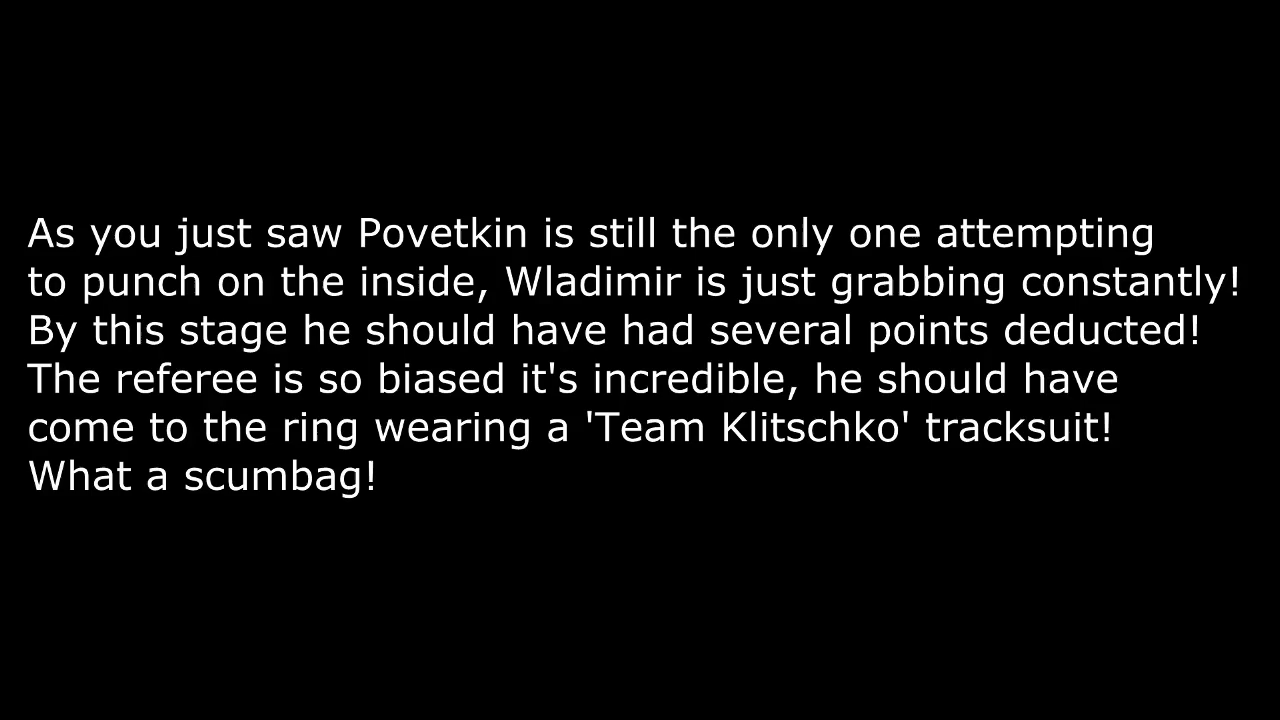 As you just saw Povetkin is still the only one attempting
to punch on the inside, Wladimir is just grabbing constantly!
By this stage he should have had several points deducted!
The referee is so biased it's incredible, he should have
come to the ring wearing a 'Team Klitschko' tracksuit!
What a scumbag!